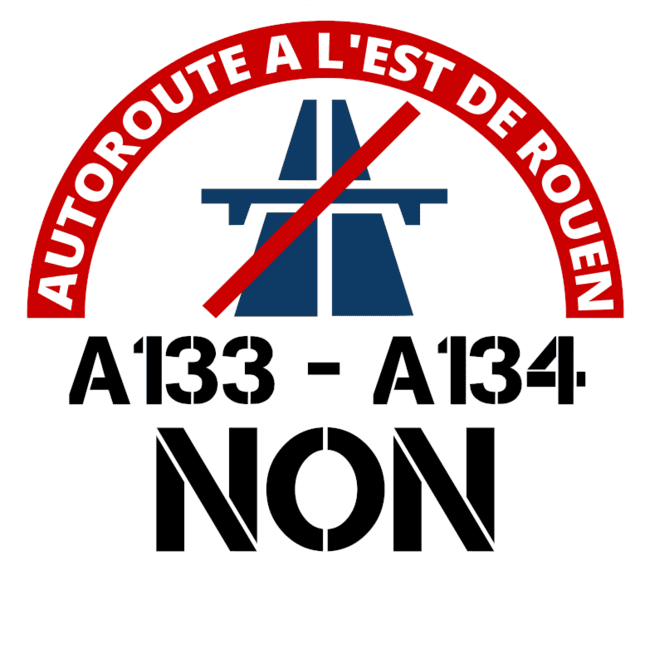 AUTOROUTE A L'EST DE ROUEN
A133 - A134
NON